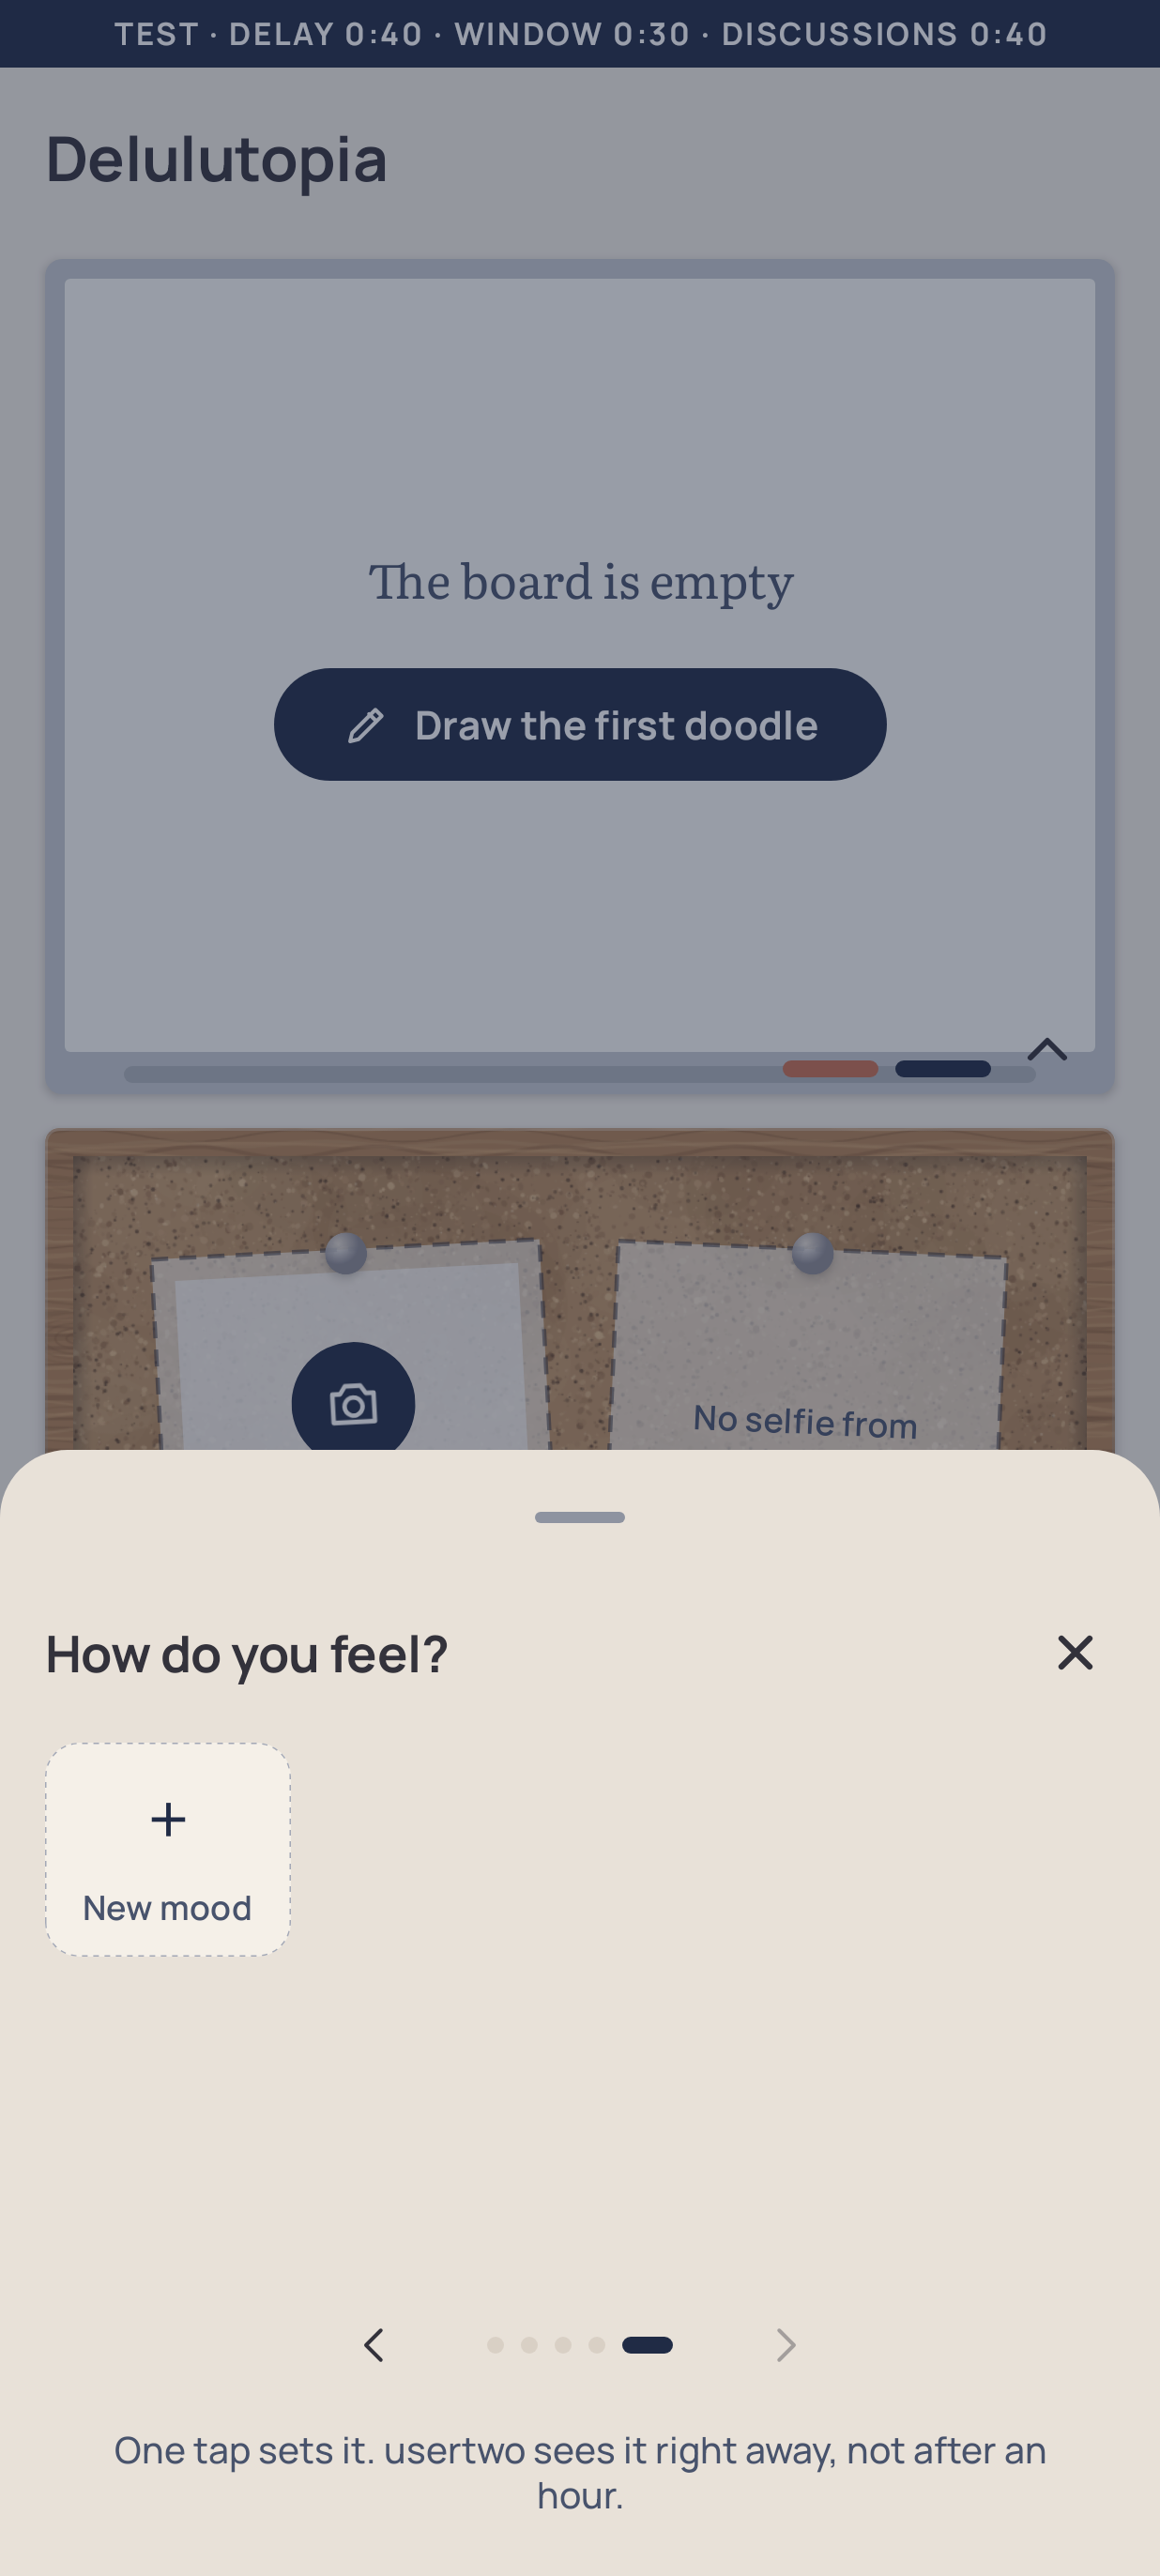 TEST · DELAY 0:40 · WINDOW 0:30 · DISCUSSIONS 0:40
Delulutopia
The board is empty
Draw the first doodle
No selfie from
How do you feel?
New mood
One tap sets it. usertwo sees it right away, not after an
hour.